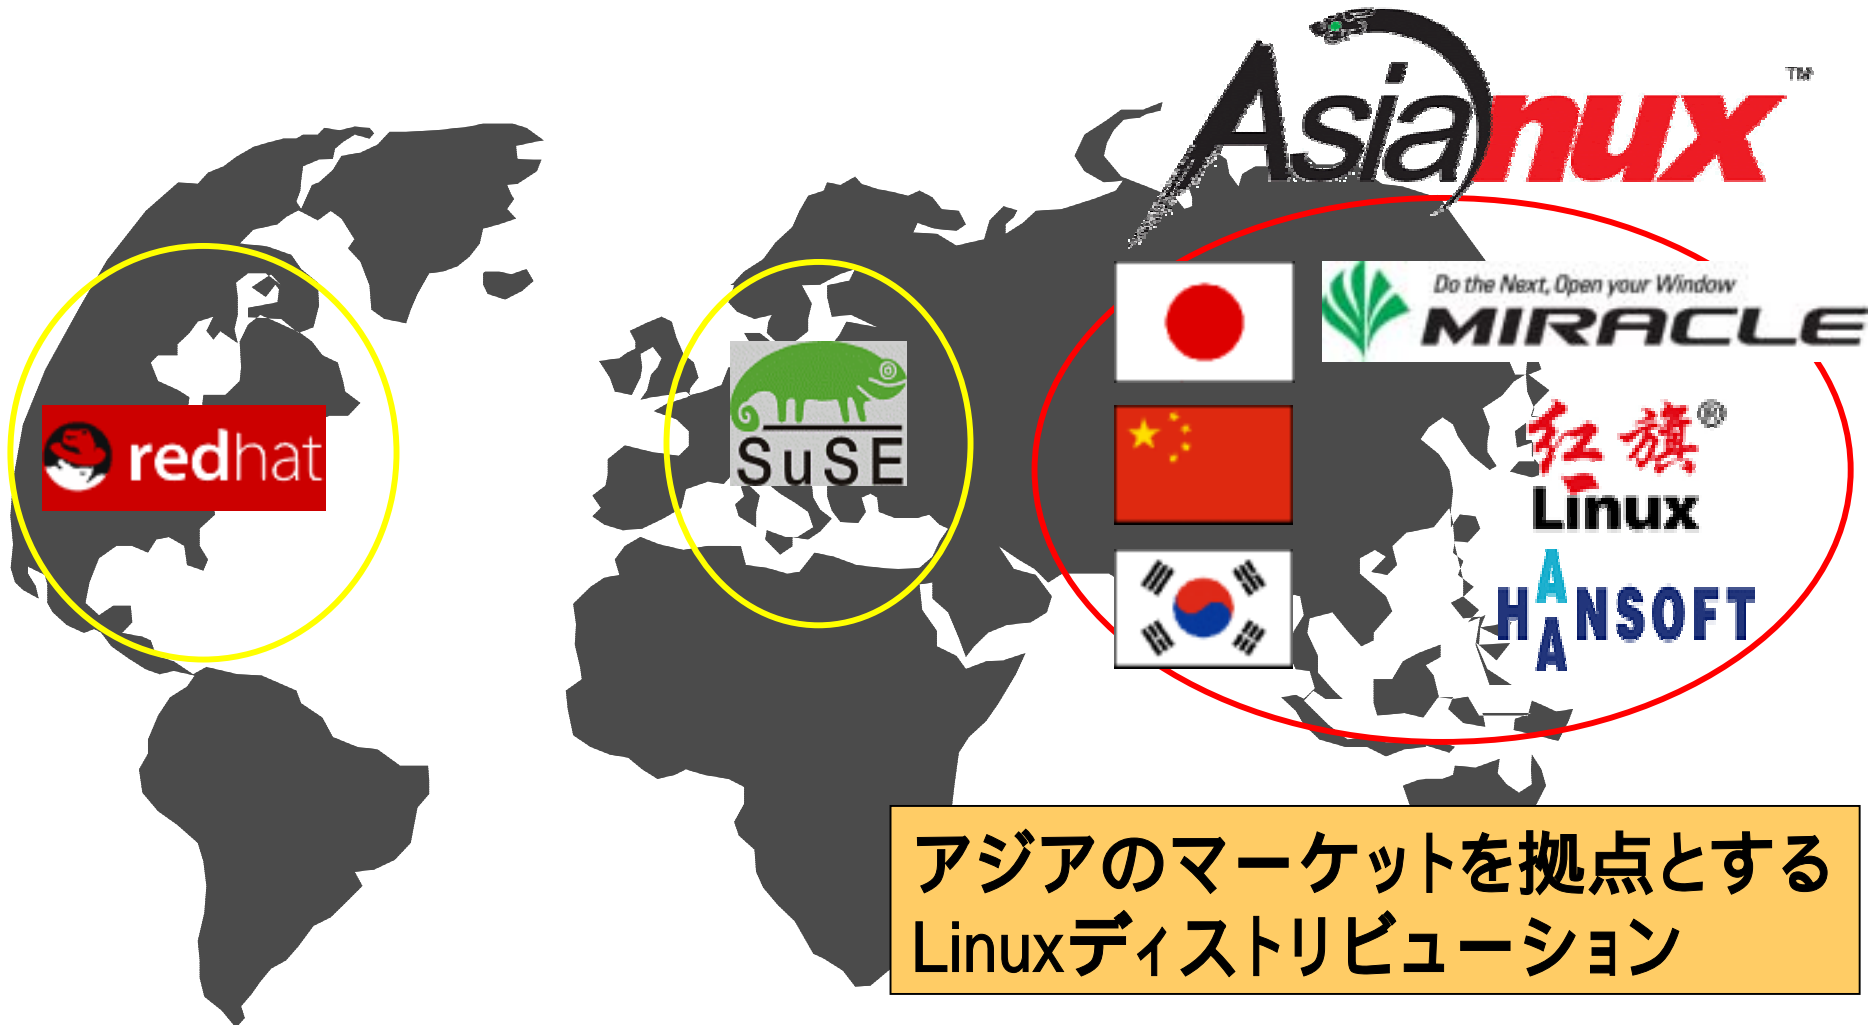 Asianux™
Do the Next, Open your Window
MIRACLE
redhat
SuSE
红旗®
Linux
HAANSOFT
アジアのマーケットを拠点とする
Linuxディストリビューション